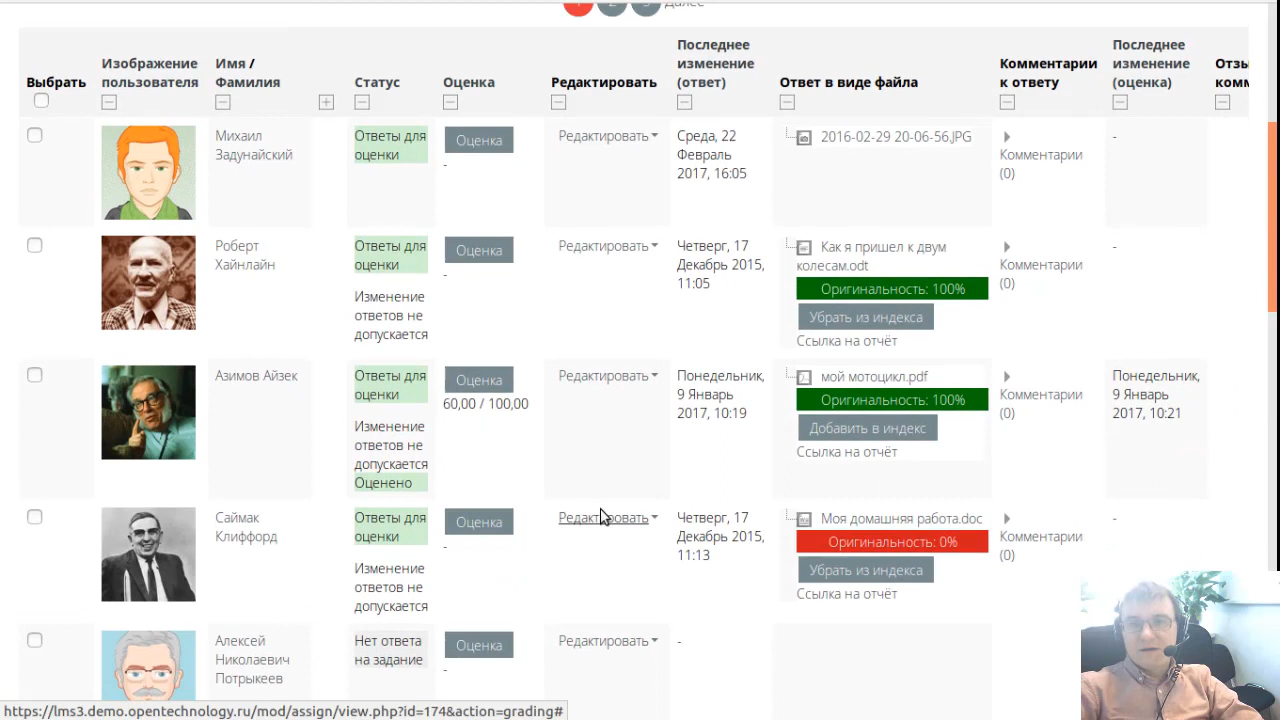 1 2 3 Далее
Выбрать
Изображение пользователя
Имя / Фамилия
Статус
Оценка
Редактировать
Последнее изменение (ответ)
Ответ в виде файла
Комментарии к ответу
Последнее изменение (оценка)
Отзы
комм
Михаил Задунайский
Ответы для оценки
Оценка
-
Редактировать
Среда, 22 Февраль 2017, 16:05
2016-02-29 20-06-56.JPG
Комментарии (0)
-
Роберт Хайнлайн
Ответы для оценки
Изменение ответов не допускается
Оценка
-
Редактировать
Четверг, 17 Декабрь 2015, 11:05
Как я пришел к двум колесам.odt
Оригинальность: 100%
Убрать из индекса
Ссылка на отчёт
Комментарии (0)
-
Азимов Айзек
Ответы для оценки
Изменение ответов не допускается
Оценено
Оценка
60,00 / 100,00
Редактировать
Понедельник, 9 Январь 2017, 10:19
мой мотоцикл.pdf
Оригинальность: 100%
Добавить в индекс
Ссылка на отчёт
Комментарии (0)
Понедельник, 9 Январь 2017, 10:21
Саймак Клиффорд
Ответы для оценки
Изменение ответов не допускается
Оценка
-
Редактировать
Четверг, 17 Декабрь 2015, 11:13
Моя домашняя работа.doc
Оригинальность: 0%
Убрать из индекса
Ссылка на отчёт
Комментарии (0)
-
Алексей Николаевич Потрыкеев
Нет ответа на задание
Оценка
-
Редактировать
-
https://lms3.demo.opentechnology.ru/mod/assign/view.php?id=174&action=grading#